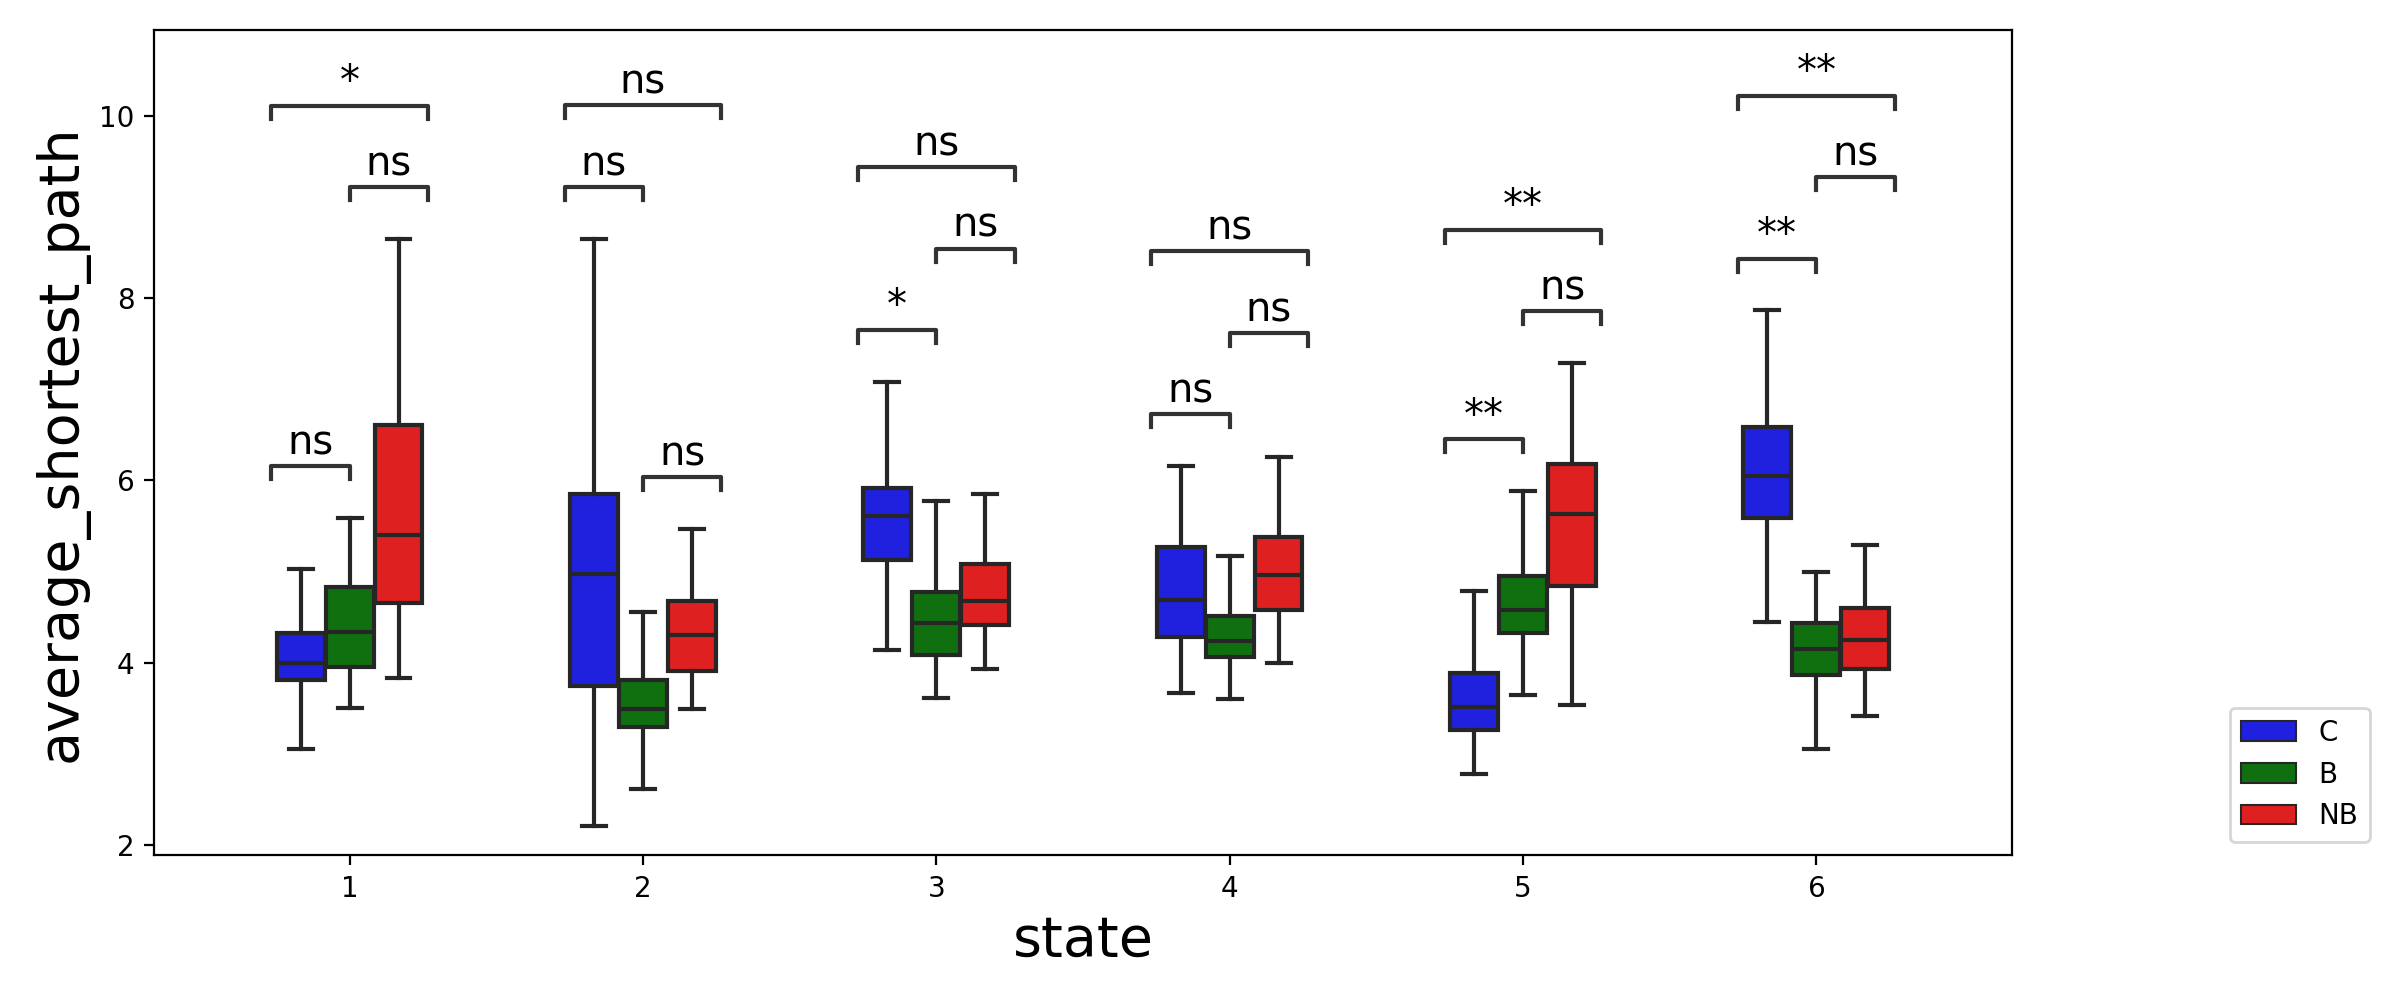 average_shortest_path
10
8
6
4
2
* ns ns
ns ns ns
ns ns *
ns ns ns
** ns **
** ns **
1 2 3 4 5 6
state
C
B
NB